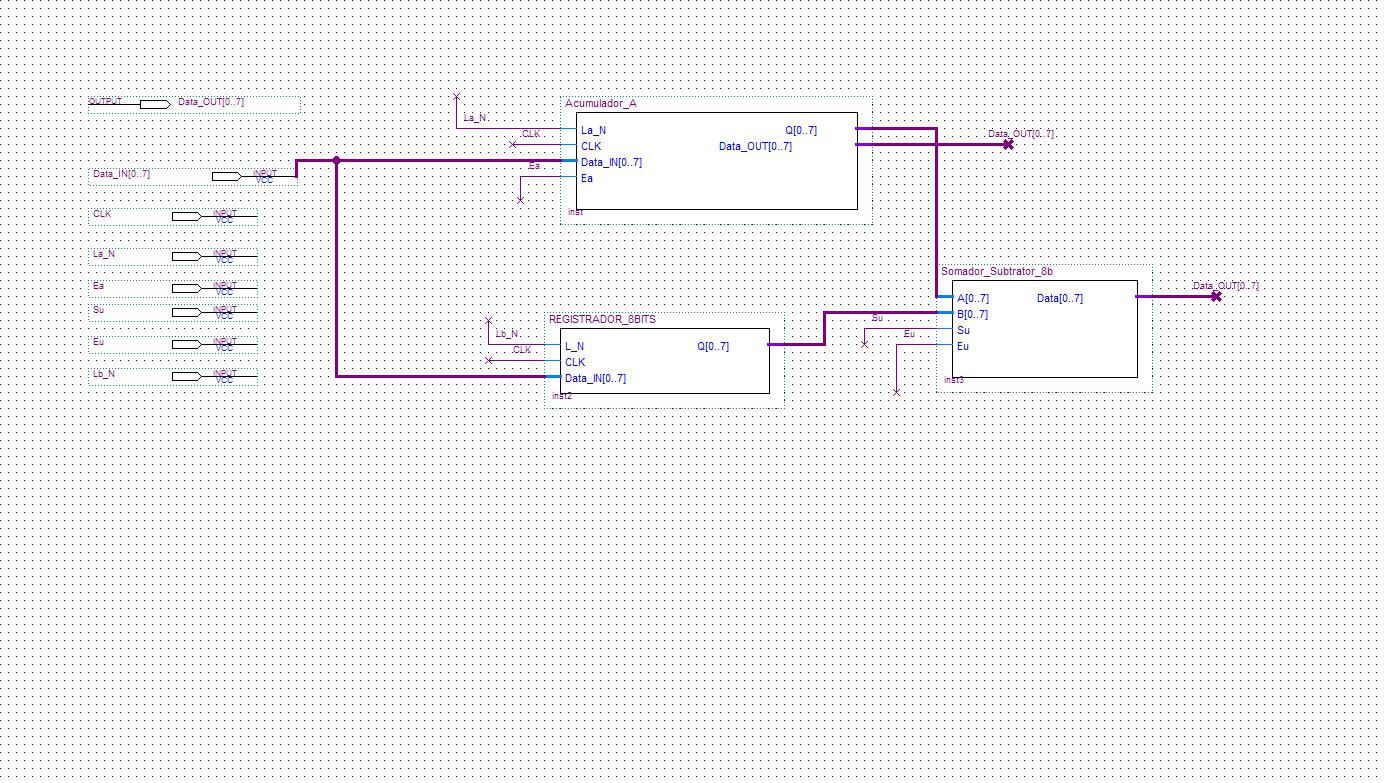 OUTPUT Data_OUT[0..7]
Data_IN[0..7] INPUT
VCC
CLK INPUT
VCC
La_N INPUT
VCC
Ea INPUT
VCC
Su INPUT
VCC
Eu INPUT
VCC
Lb_N INPUT
VCC
Acumulador_A
La_N
CLK
Ea
La_N Q[0..7]
CLK Data_OUT[0..7]
Data_IN[0..7]
Ea
inst
Data_OUT[0..7]
REGISTRADOR_8BITS
Lb_N
CLK
L_N Q[0..7]
CLK
Data_IN[0..7]
inst2
Somador_Subtrator_8b
Su
Eu
A[0..7] Data[0..7]
B[0..7]
Su
Eu
inst3
Data_OUT[0..7]